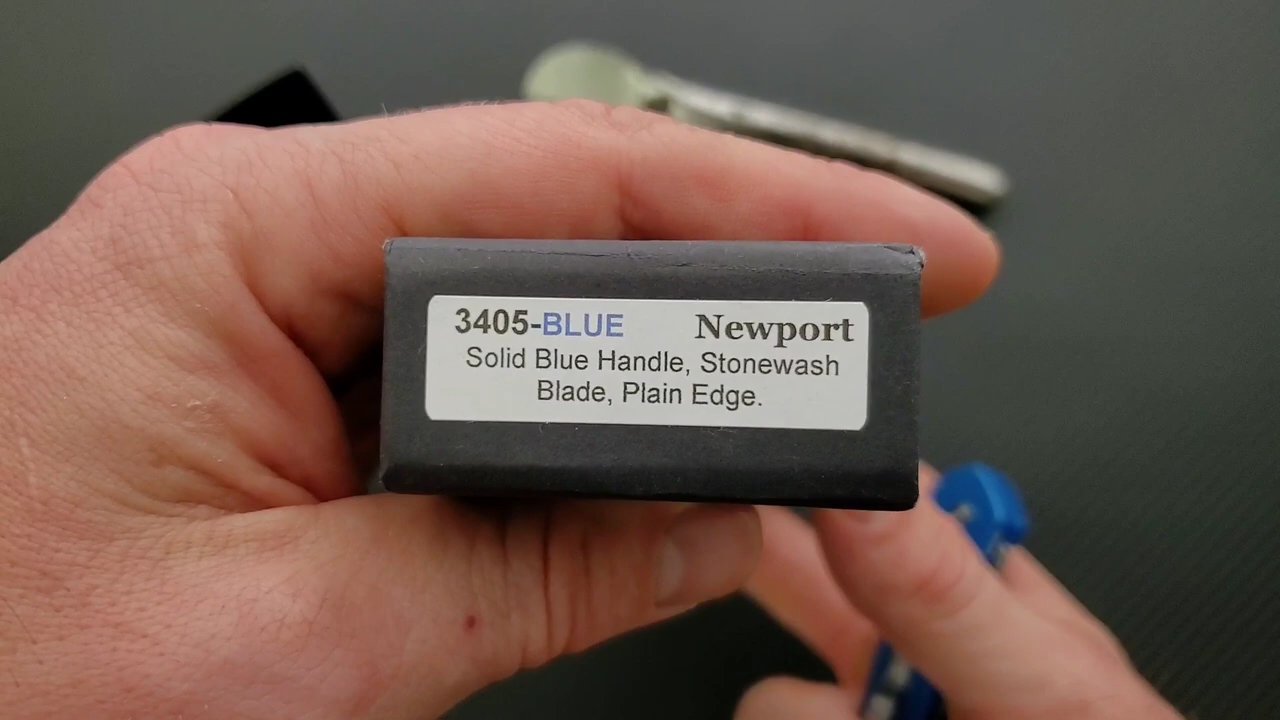 3405-BLUE Newport
Solid Blue Handle, Stonewash
Blade, Plain Edge.